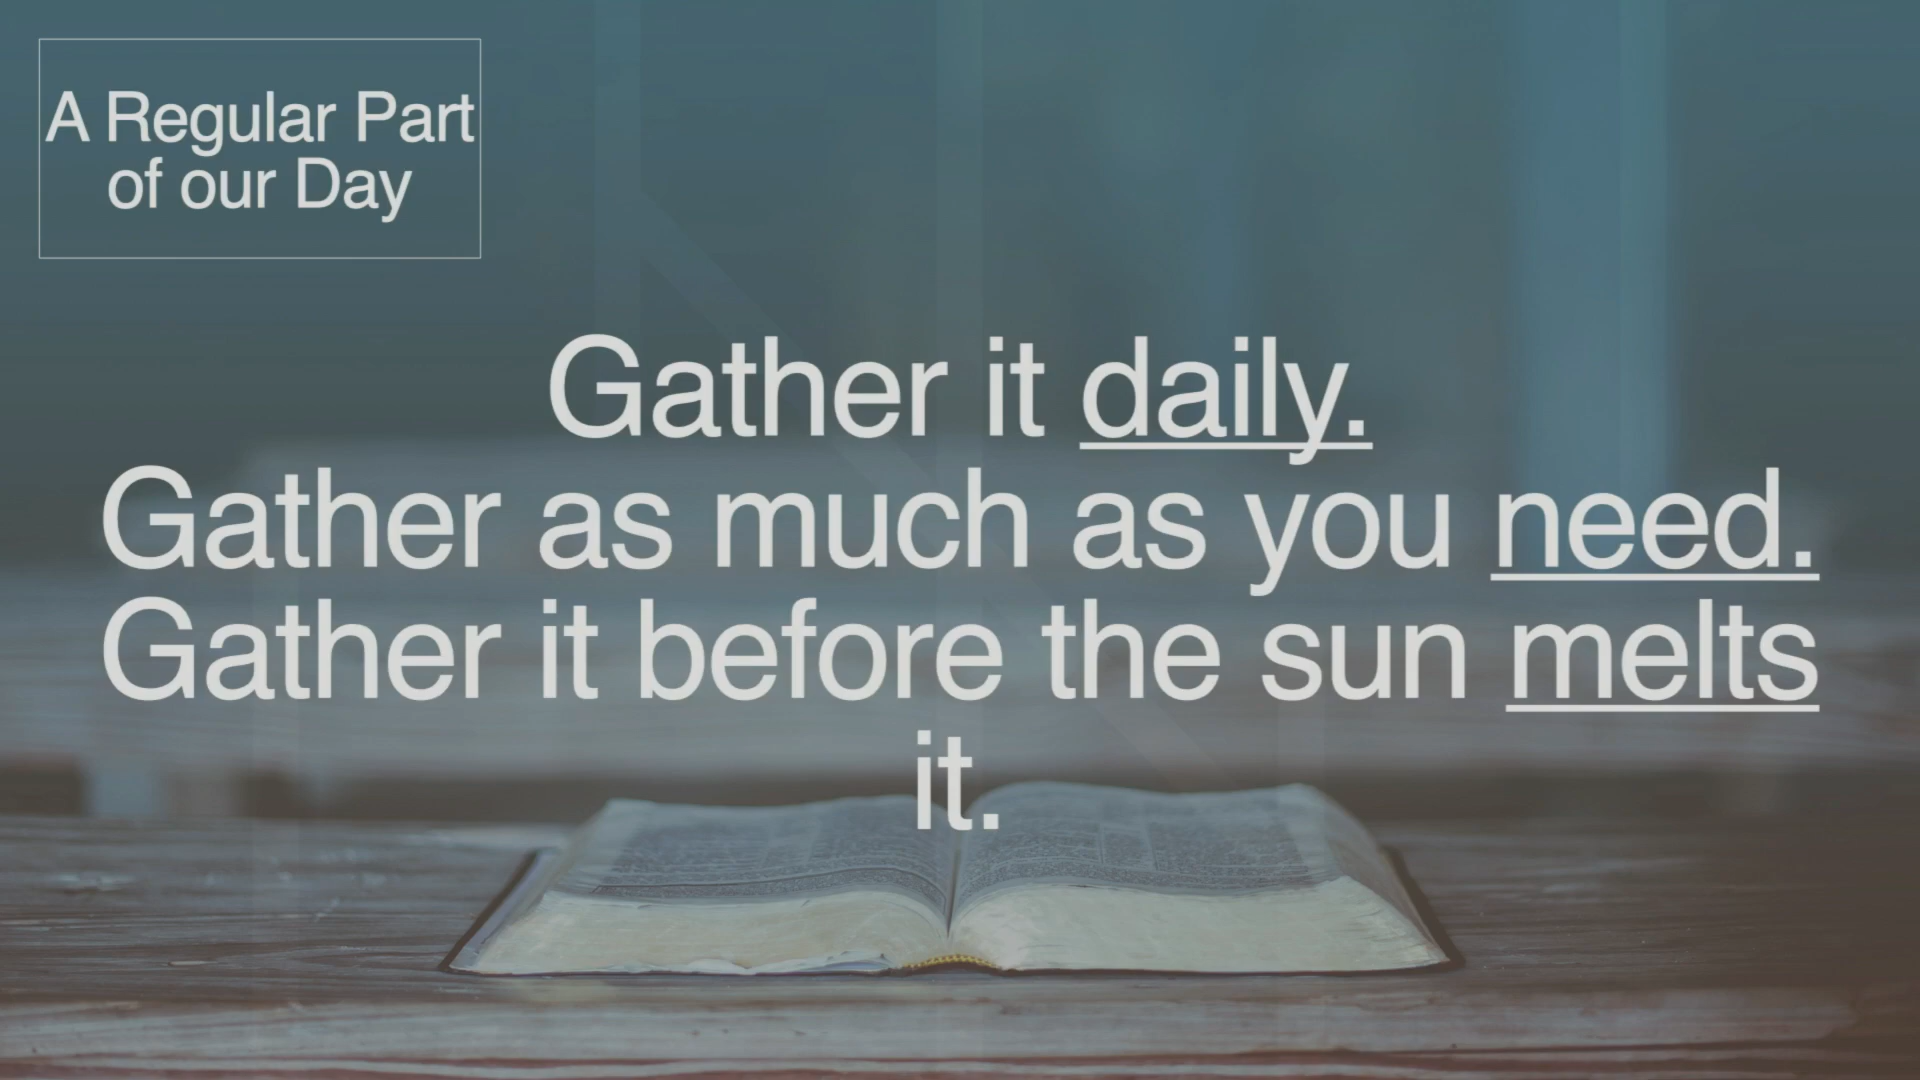 A Regular Part
of our Day
Gather it daily.
Gather as much as you need.
Gather it before the sun melts
it.